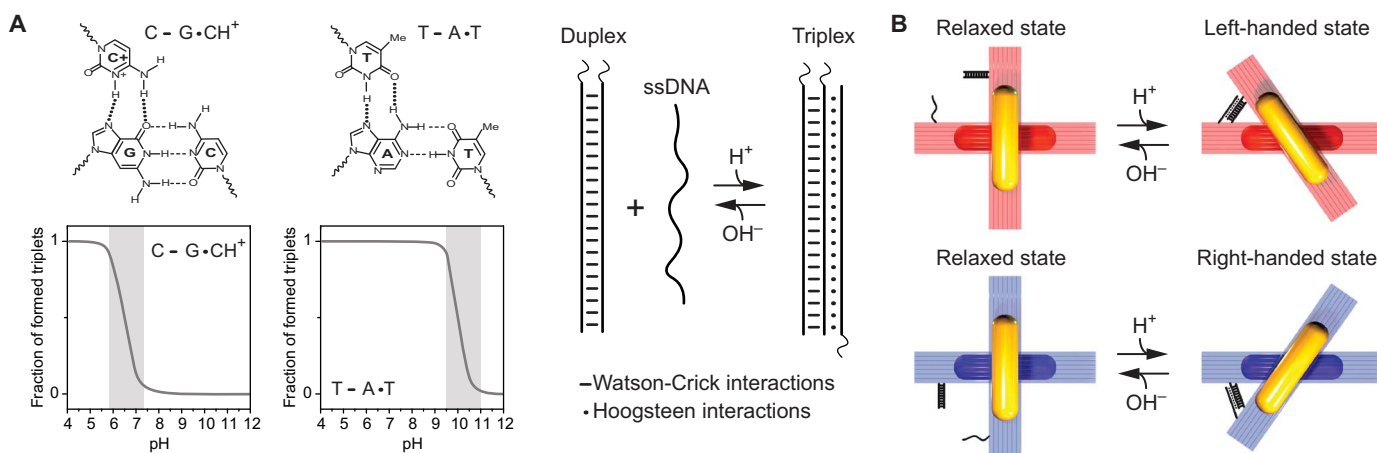 A
C – G•CH⁺
C+
N
O
N⁺
N
H
H
H
N
N
G
O
N
H
N
H
H
H
N
H
N
C
N
O
T – A•T
Me
T
N
O
N
O
H
H
N
N
A
N
N
N
H
O
Me
H
N
T
N
O
Fraction of formed triplets
1
0
C – G•CH⁺
4 5 6 7 8 9 10 11 12
pH
Fraction of formed triplets
1
0
T – A•T
4 5 6 7 8 9 10 11 12
pH
Duplex
ssDNA
+
H⁺
OH⁻
Triplex
–Watson-Crick interactions
• Hoogsteen interactions
B
Relaxed state
H⁺
OH⁻
Left-handed state
Relaxed state
H⁺
OH⁻
Right-handed state